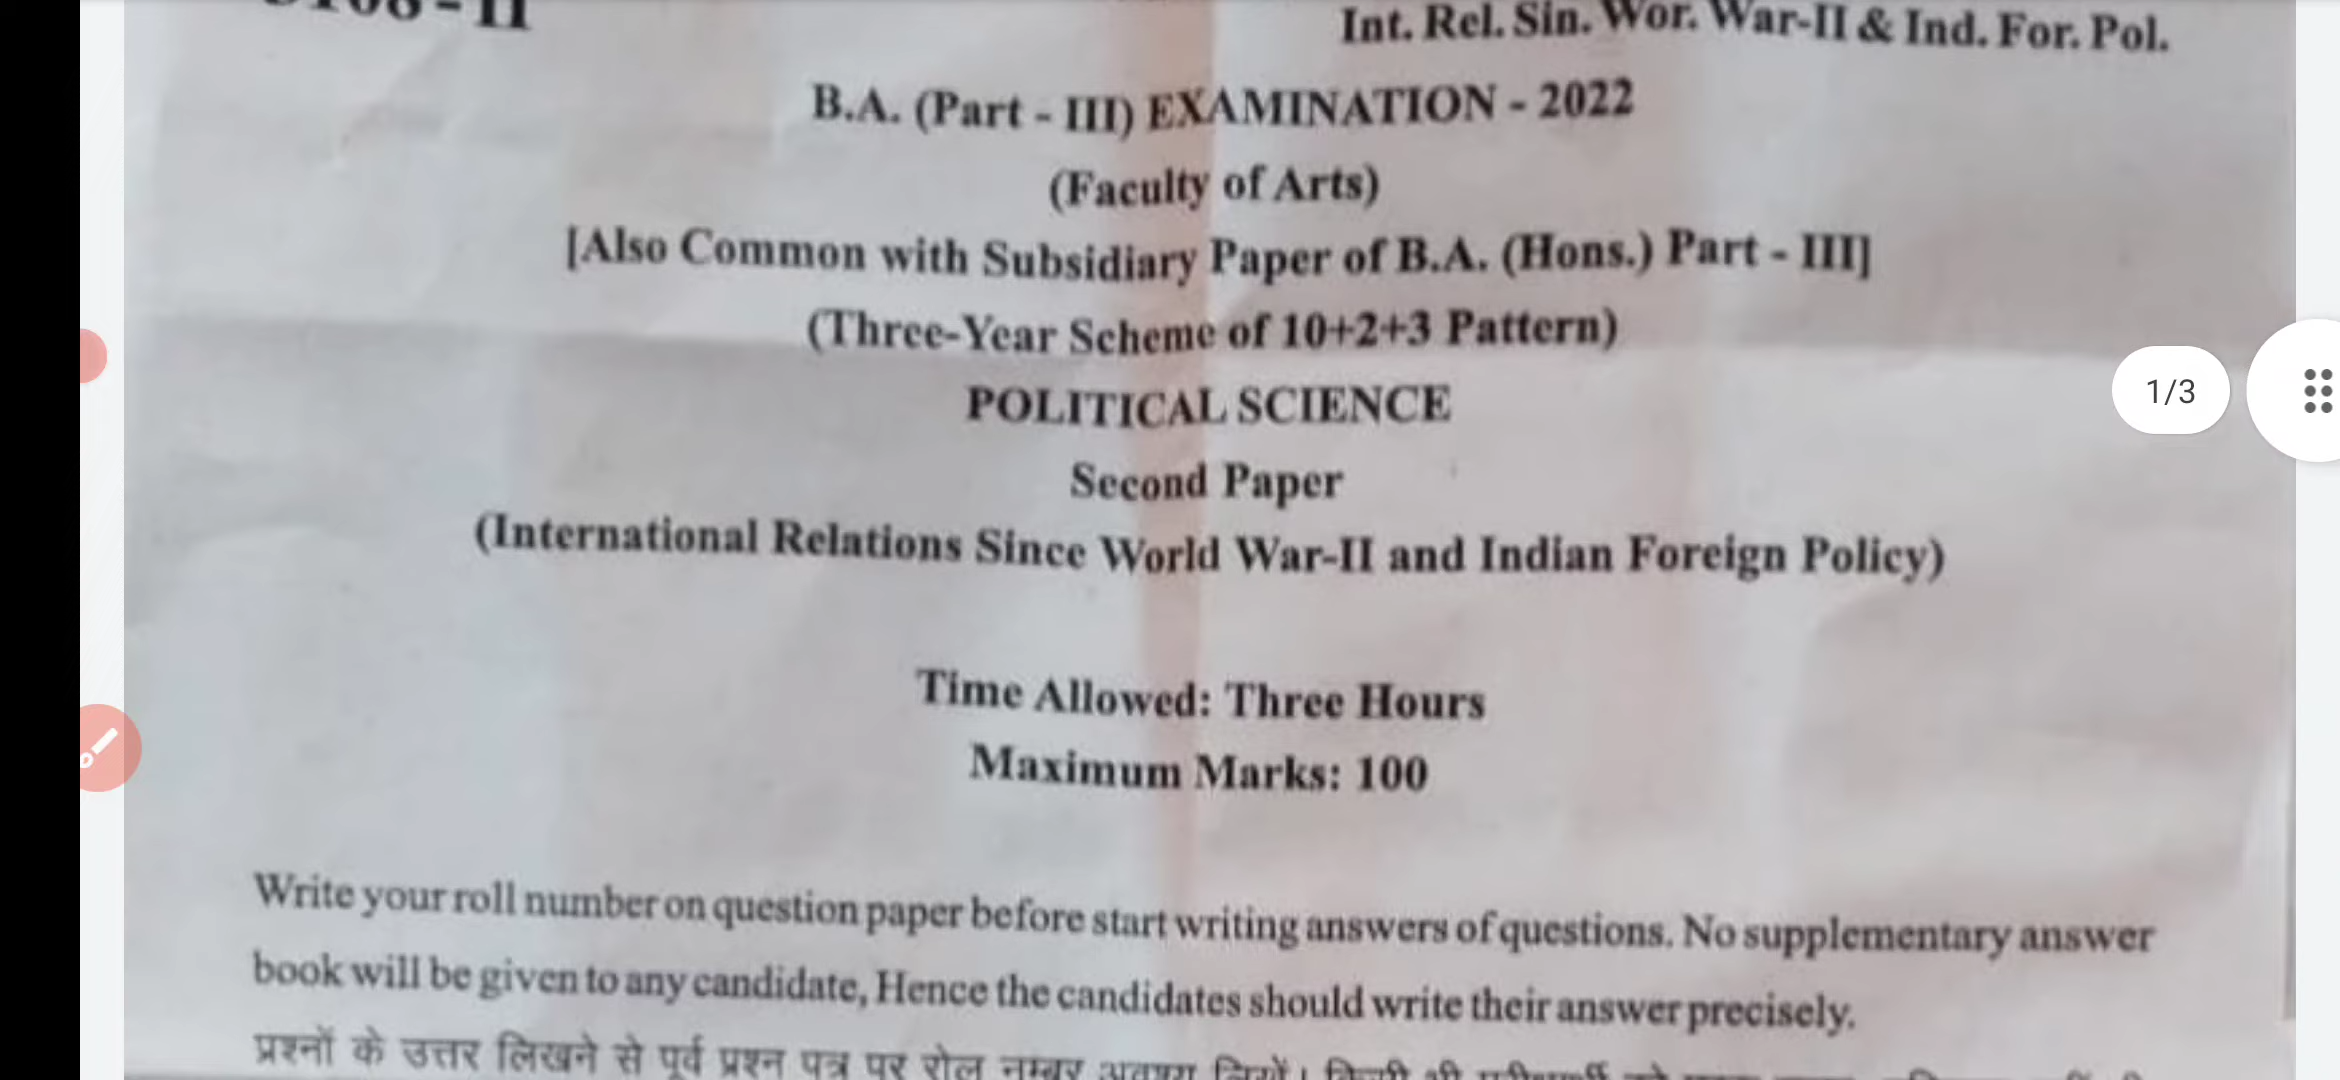 - II
Int. Rel. Sin. Wor. War-II & Ind. For. Pol.
B.A. (Part - III) EXAMINATION - 2022
(Faculty of Arts)
[Also Common with Subsidiary Paper of B.A. (Hons.) Part - III]
(Three-Year Scheme of 10+2+3 Pattern)
1/3
POLITICAL SCIENCE
Second Paper
(International Relations Since World War-II and Indian Foreign Policy)
Time Allowed: Three Hours
Maximum Marks: 100
Write your roll number on question paper before start writing answers of questions. No supplementary answer
book will be given to any candidate, Hence the candidates should write their answer precisely.
प्रश्नों के उत्तर लिखने से पूर्व प्रश्न पत्र पर रोल नम्बर